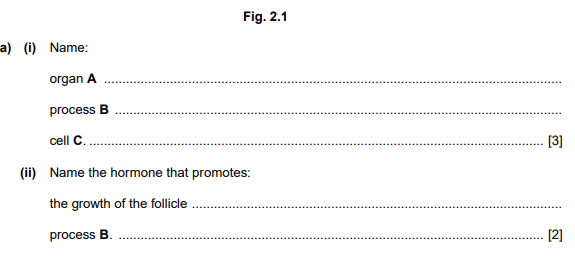 Fig. 2.1
a) (i) Name:
organ A ................................................................
process B ................................................................
cell C. ................................................................ [3]
(ii) Name the hormone that promotes:
the growth of the follicle ................................................................
process B. ................................................................ [2]